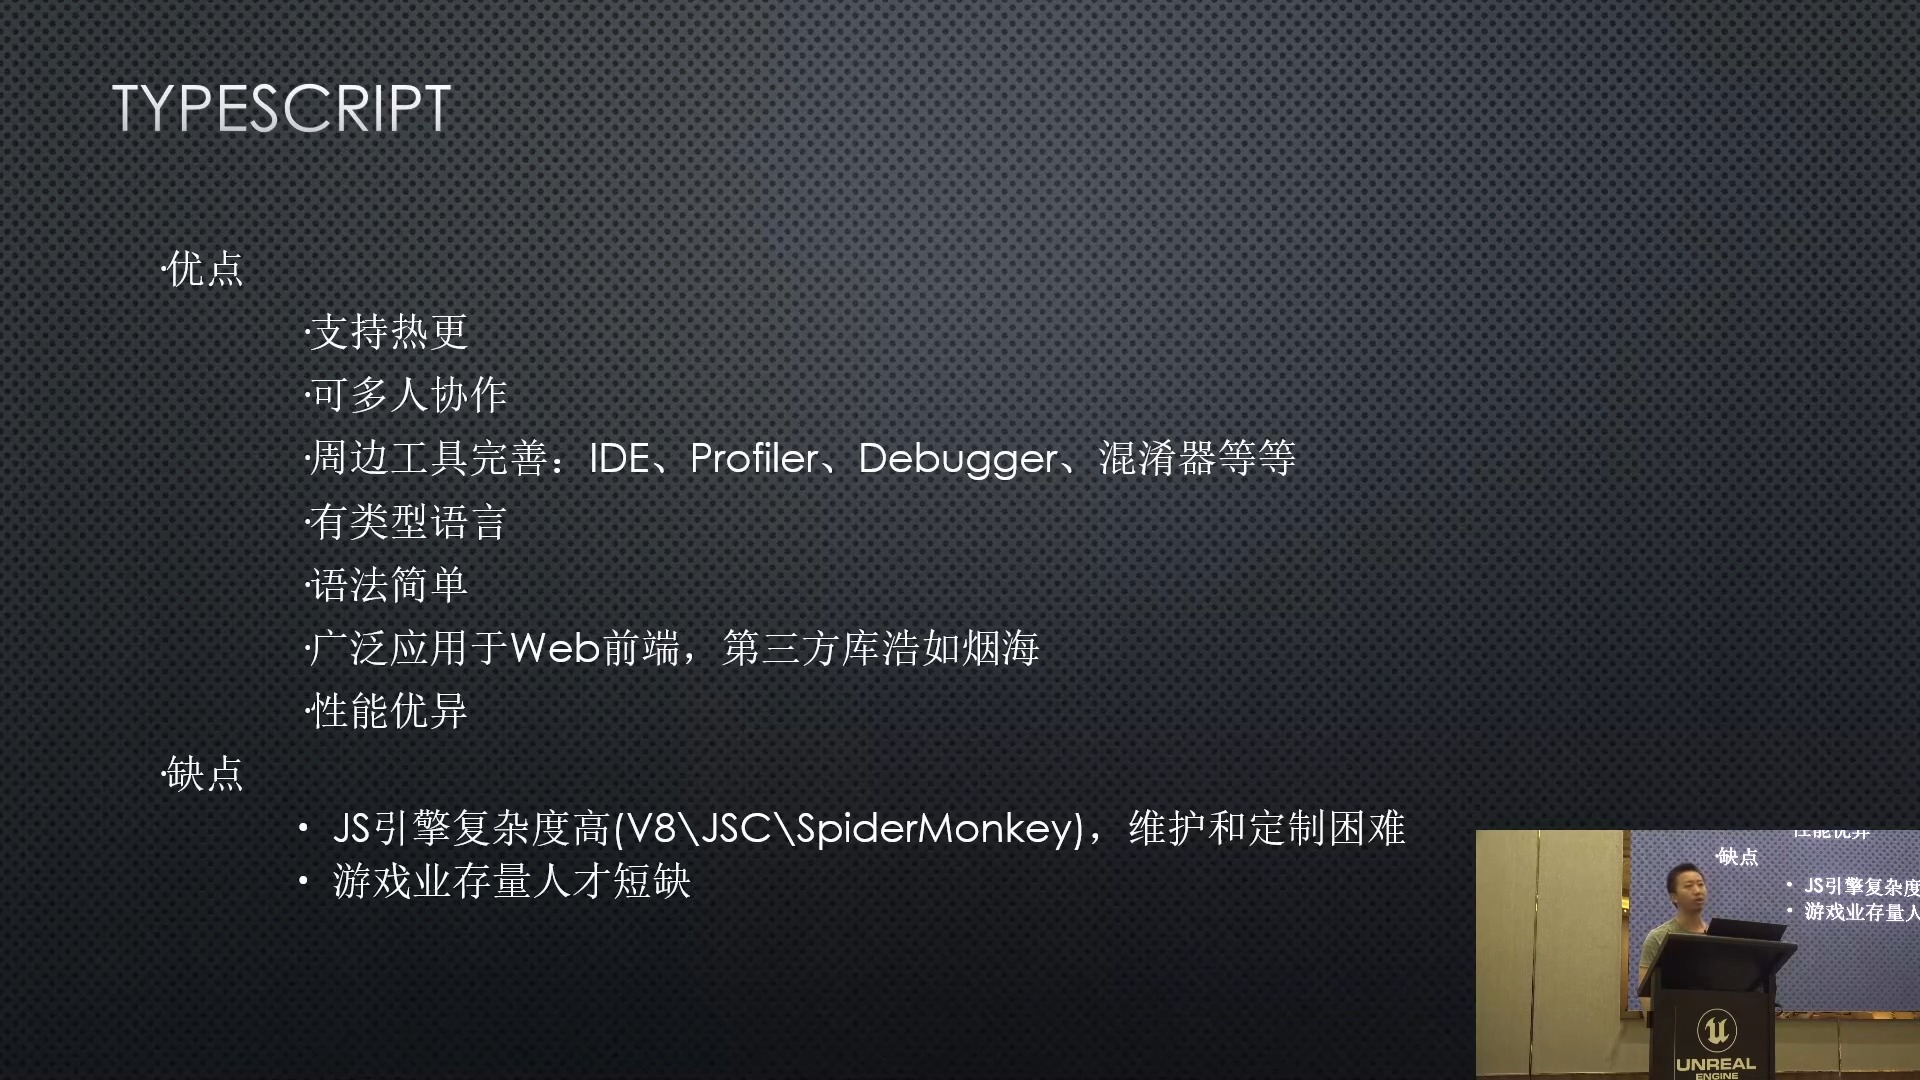 TYPESCRIPT
·优点
·支持热更
·可多人协作
·周边工具完善：IDE、Profiler、Debugger、混淆器等等
·有类型语言
·语法简单
·广泛应用于Web前端，第三方库浩如烟海
·性能优异
·缺点
• JS引擎复杂度高(V8\JSC\SpiderMonkey)，维护和定制困难
• 游戏业存量人才短缺
性能优异
·缺点
• JS引擎复杂度
• 游戏业存量人
UNREAL
ENGINE